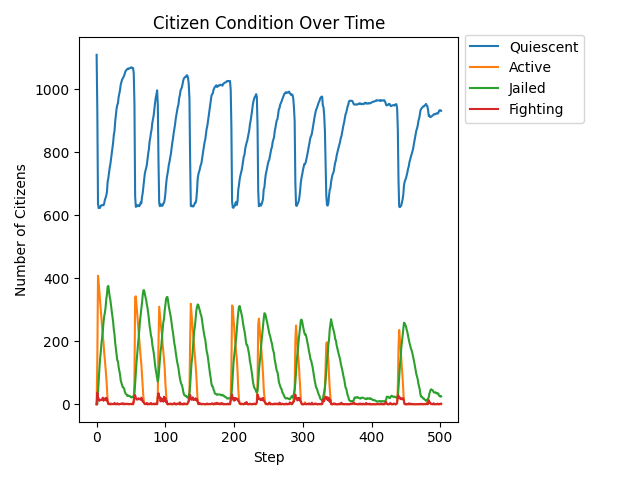 Citizen Condition Over Time
Quiescent
Active
Jailed
Fighting
Number of Citizens
1000
800
600
400
200
0
0 100 200 300 400 500
Step